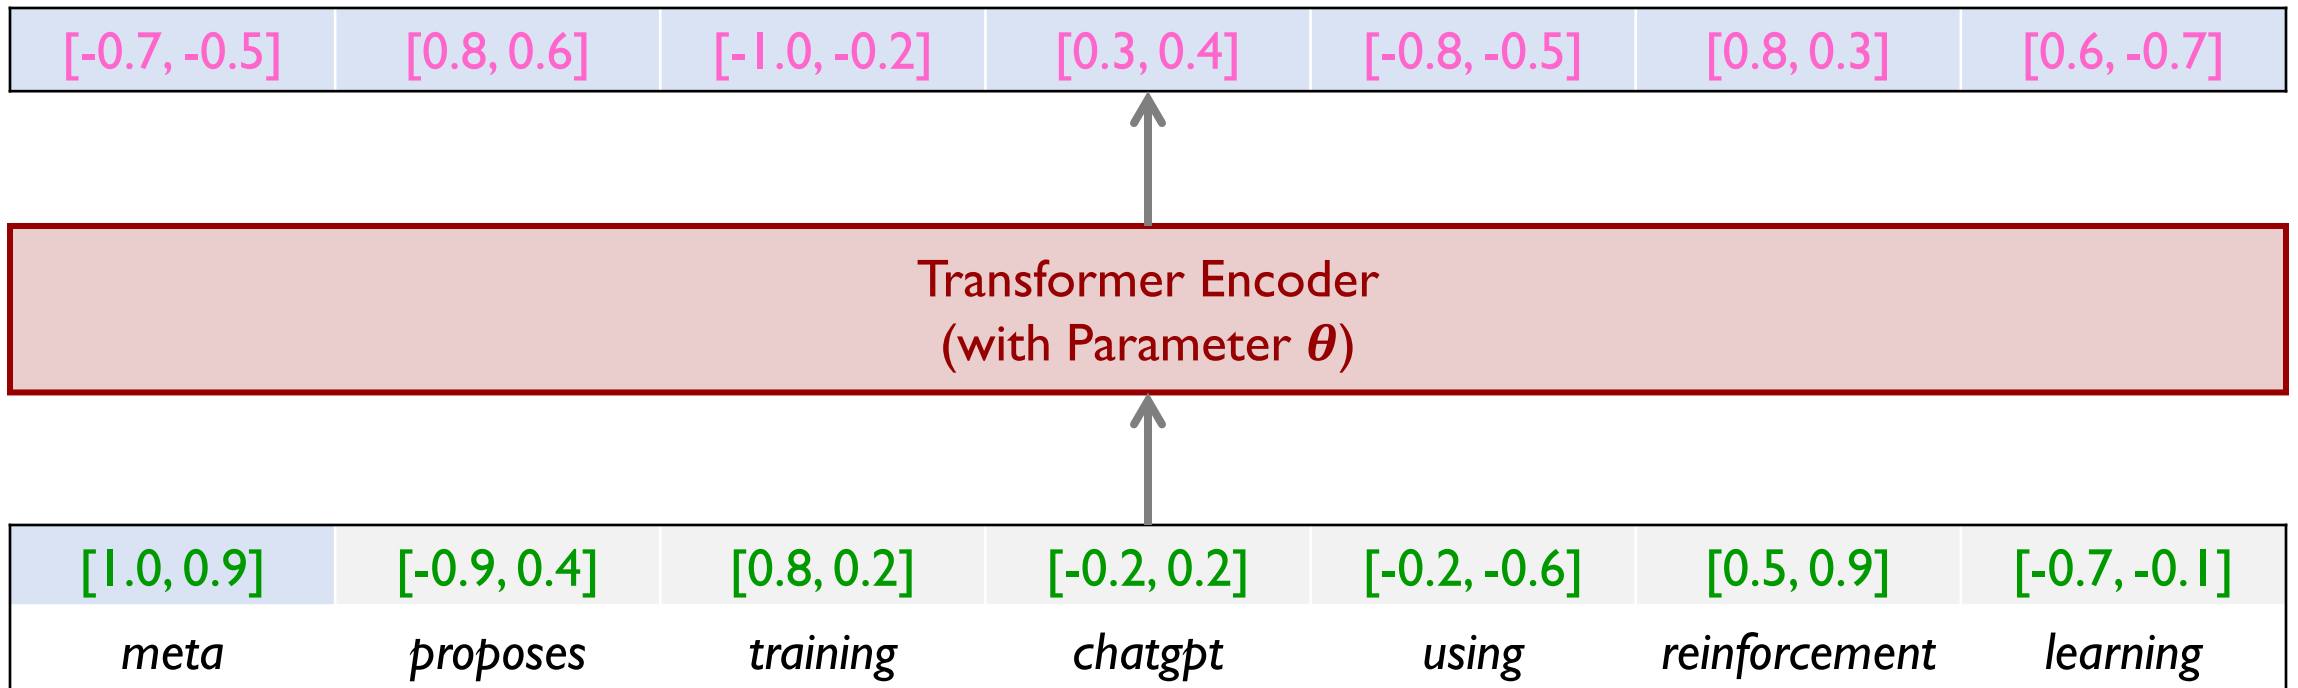 [-0.7, -0.5] [0.8, 0.6] [-1.0, -0.2] [0.3, 0.4] [-0.8, -0.5] [0.8, 0.3] [0.6, -0.7]
Transformer Encoder
(with Parameter θ)
[1.0, 0.9] [-0.9, 0.4] [0.8, 0.2] [-0.2, 0.2] [-0.2, -0.6] [0.5, 0.9] [-0.7, -0.1]
meta proposes training chatgpt using reinforcement learning